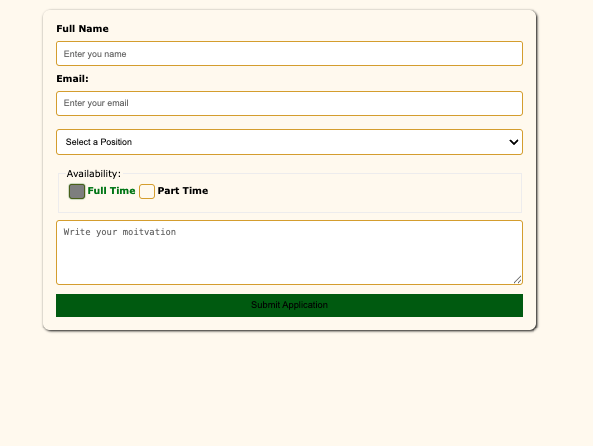 Full Name
Enter you name
Email:
Enter your email
Select a Position
Availability:
Full Time Part Time
Write your moitvation
Submit Application